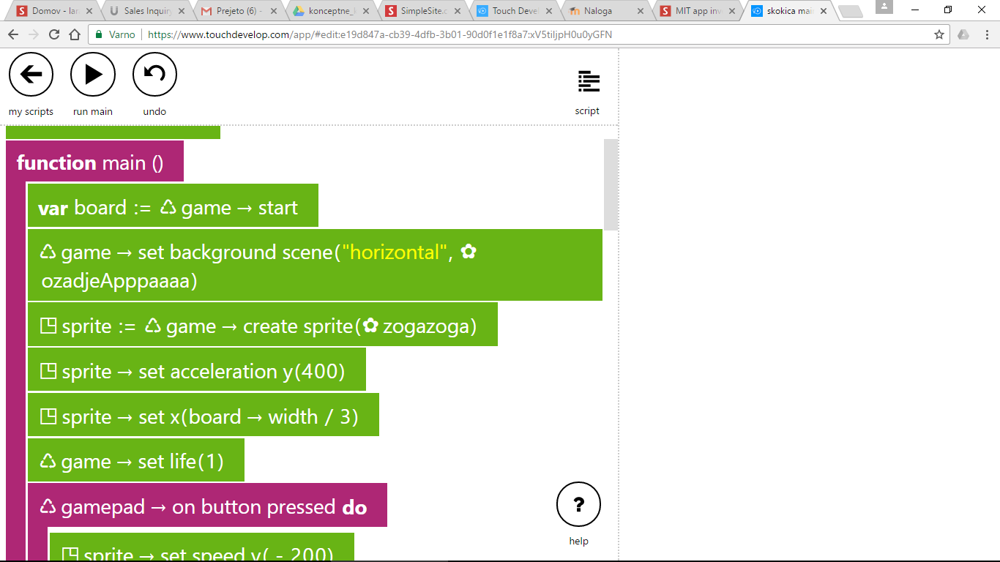 Domov - Ian
Sales Inquiry
Prejeto (6) -
konceptne_
SimpleSite.c
Touch Devel
Naloga
MIT app inv
skokica mai
Varno
https://www.touchdevelop.com/app/#edit:e19d847a-cb39-4dfb-3b01-90d0f1e1f8a7:xV5tiljpH0u0yGFN
my scripts
run main
undo
script
function main ()
var board := ♺ game → start
♺ game → set background scene("horizontal", ✿
ozadjeApppaaaa)
◳ sprite := ♺ game → create sprite(✿ zogazoga)
◳ sprite → set acceleration y(400)
◳ sprite → set x(board → width / 3)
♺ game → set life(1)
♺ gamepad → on button pressed do
◳ sprite → set speed y( - 200)
?
help